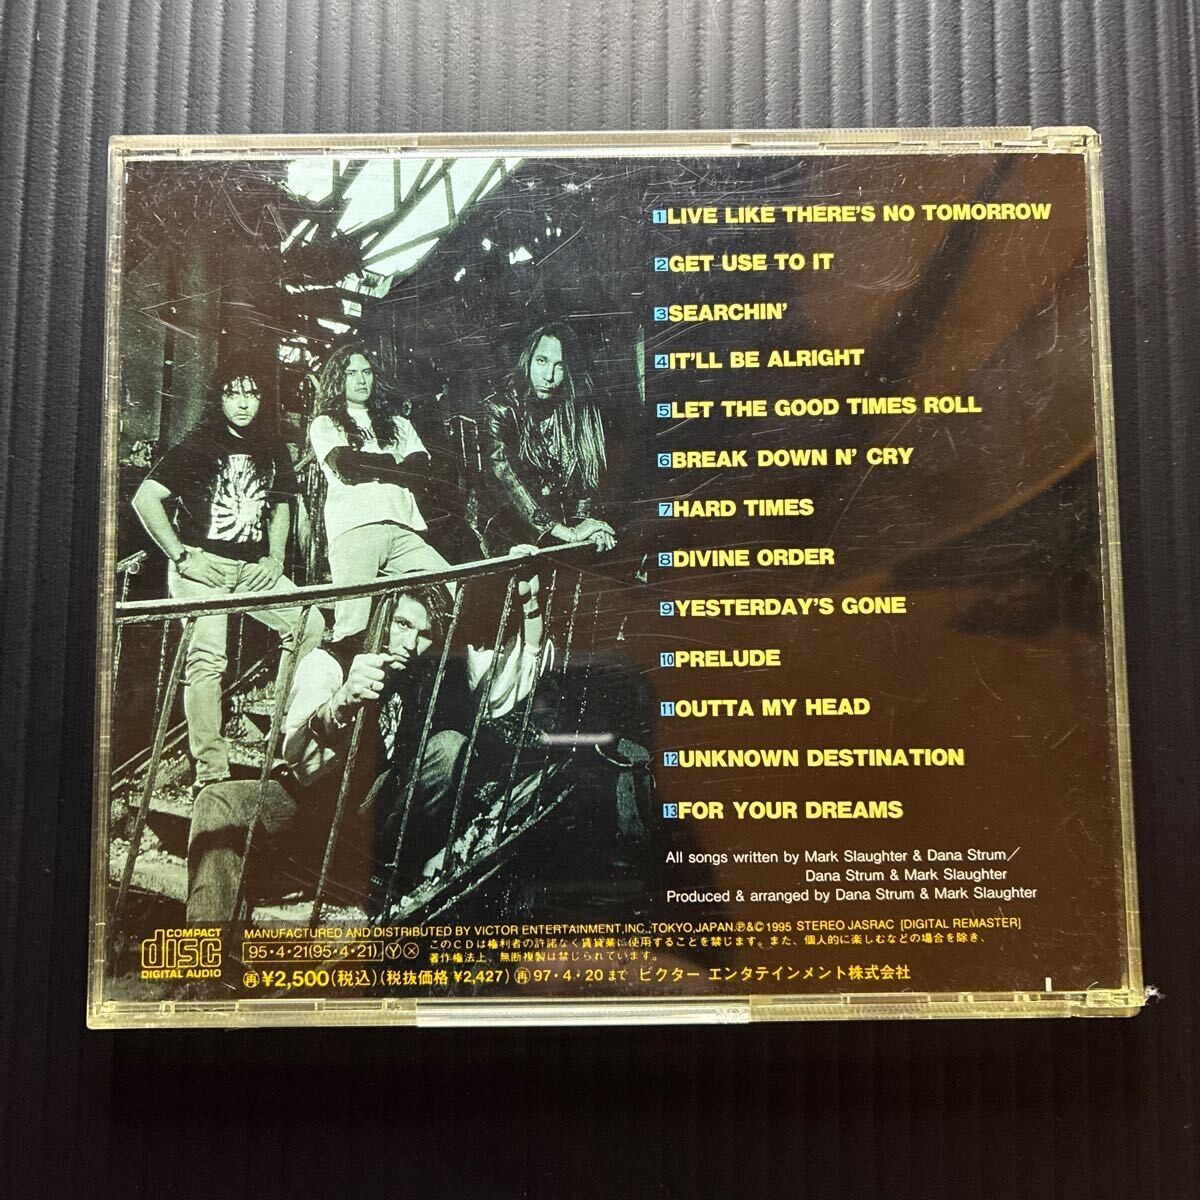 1 LIVE LIKE THERE'S NO TOMORROW
2 GET USE TO IT
3 SEARCHIN'
4 IT'LL BE ALRIGHT
5 LET THE GOOD TIMES ROLL
6 BREAK DOWN N' CRY
7 HARD TIMES
8 DIVINE ORDER
9 YESTERDAY'S GONE
10 PRELUDE
11 OUTTA MY HEAD
12 UNKNOWN DESTINATION
13 FOR YOUR DREAMS
All songs written by Mark Slaughter & Dana Strum/
Dana Strum & Mark Slaughter
Produced & arranged by Dana Strum & Mark Slaughter
COMPACT
disc
DIGITAL AUDIO
MANUFACTURED AND DISTRIBUTED BY VICTOR ENTERTAINMENT,INC.,TOKYO,JAPAN.Ⓟ&©1995 STEREO JASRAC [DIGITAL REMASTER]
95・4・21(95・4・21) Ⓨ Ⓧ このCDは権利者の許諾なく賃貸業に使用することを禁じます。また、個人的に楽しむなどの場合を除き、
著作権法上、無断複製は禁じられています。
㊢¥2,500(税込)(税抜価格 ¥2,427) ㊢97・4・20まで ビクター エンタテインメント株式会社